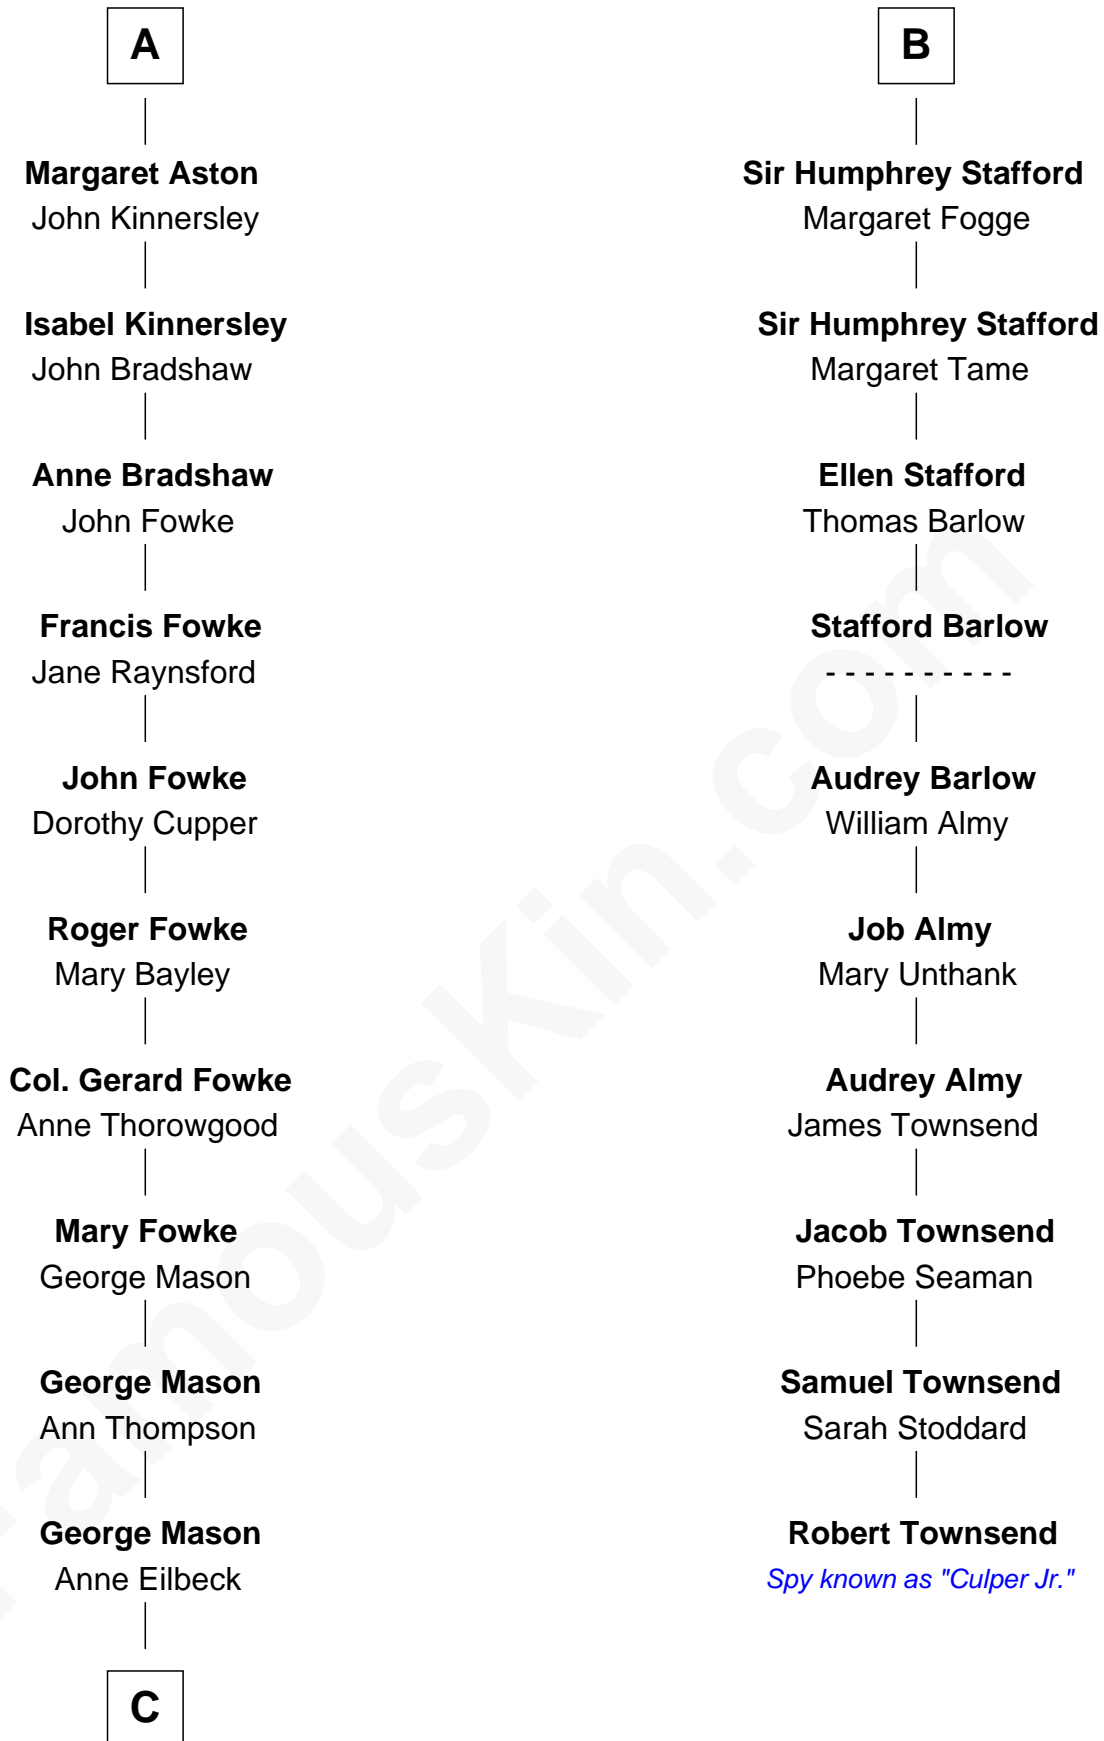 A
Margaret Aston
John Kinnersley
Isabel Kinnersley
John Bradshaw
Anne Bradshaw
John Fowke
Francis Fowke
Jane Raynsford
John Fowke
Dorothy Cupper
Roger Fowke
Mary Bayley
Col. Gerard Fowke
Anne Thorowgood
Mary Fowke
George Mason
George Mason
Ann Thompson
George Mason
Anne Eilbeck
C
B
Sir Humphrey Stafford
Margaret Fogge
Sir Humphrey Stafford
Margaret Tame
Ellen Stafford
Thomas Barlow
Stafford Barlow
- - - - - - - - - -
Audrey Barlow
William Almy
Job Almy
Mary Unthank
Audrey Almy
James Townsend
Jacob Townsend
Phoebe Seaman
Samuel Townsend
Sarah Stoddard
Robert Townsend
Spy known as "Culper Jr."
FamousKin.com